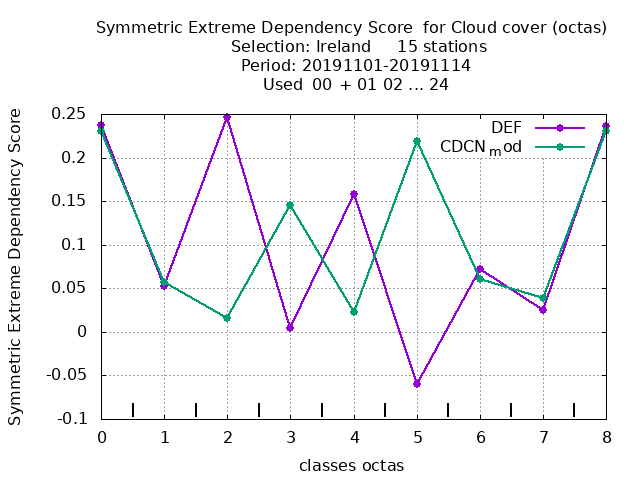 Symmetric Extreme Dependency Score  for Cloud cover (octas)
Selection: Ireland     15 stations
Period: 20191101-20191114
Used  00  + 01 02 ... 24
DEF
CDCN_mod
Symmetric Extreme Dependency Score
0.25
0.2
0.15
0.1
0.05
0
-0.05
-0.1
0 1 2 3 4 5 6 7 8
classes octas